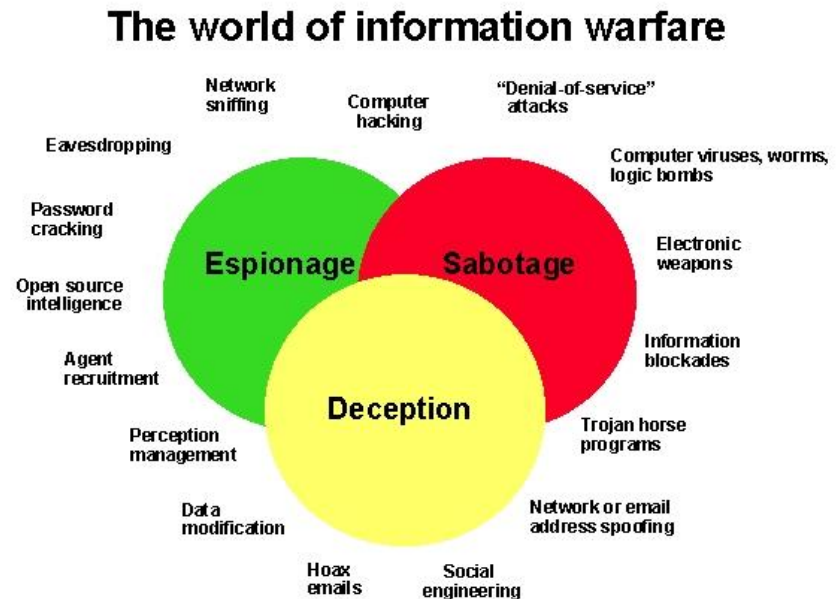 The world of information warfare
Network
sniffing
Computer
hacking
“Denial-of-service”
attacks
Eavesdropping
Computer viruses, worms,
logic bombs
Password
cracking
Espionage
Sabotage
Electronic
weapons
Open source
intelligence
Information
blockades
Agent
recruitment
Deception
Trojan horse
programs
Perception
management
Data
modification
Network or email
address spoofing
Hoax
emails
Social
engineering